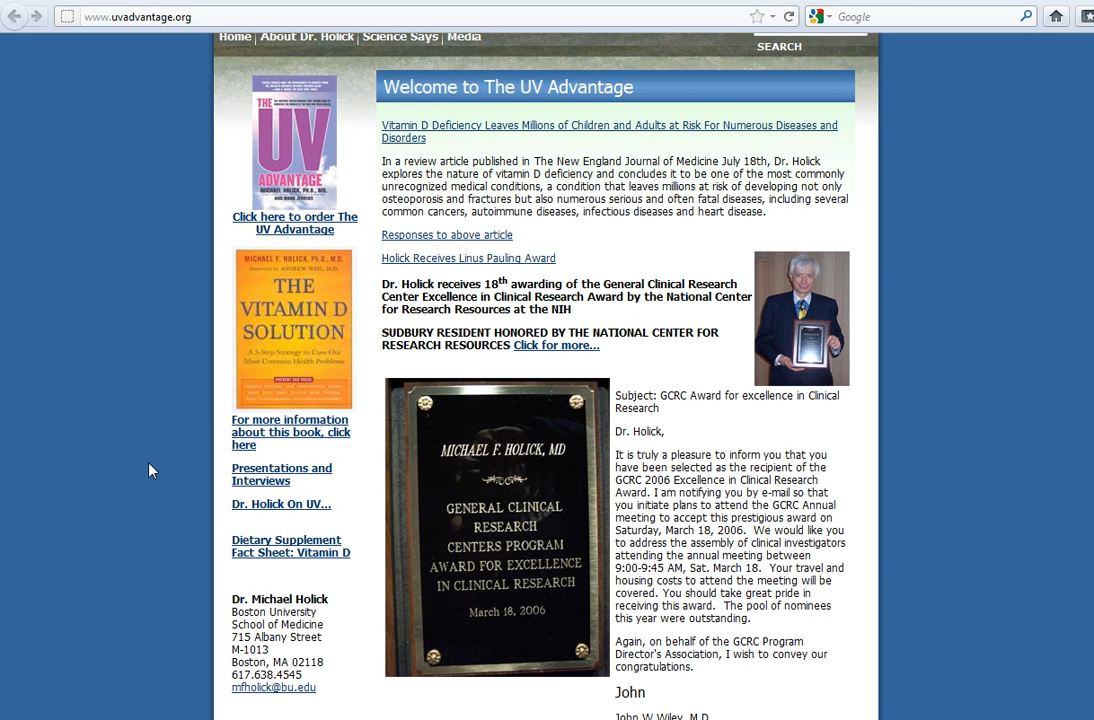 www.uvadvantage.org
Google
Home | About Dr. Holick | Science Says | Media
SEARCH
THE
UV
ADVANTAGE
MICHAEL HOLICK, PH.D., M.D.
Click here to order The
UV Advantage
MICHAEL F. HOLICK, Ph.D., M.D.
Foreword by ANDREW WEIL, M.D.
THE
VITAMIN D
SOLUTION
A 3-Step Strategy to Cure Our
Most Common Health Problems
For more information
about this book, click
here
Presentations and
Interviews
Dr. Holick On UV...
Dietary Supplement
Fact Sheet: Vitamin D
Dr. Michael Holick
Boston University
School of Medicine
715 Albany Street
M-1013
Boston, MA 02118
617.638.4545
mfholick@bu.edu
Welcome to The UV Advantage
Vitamin D Deficiency Leaves Millions of Children and Adults at Risk For Numerous Diseases and
Disorders
In a review article published in The New England Journal of Medicine July 18th, Dr. Holick
explores the nature of vitamin D deficiency and concludes it to be one of the most commonly
unrecognized medical conditions, a condition that leaves millions at risk of developing not only
osteoporosis and fractures but also numerous serious and often fatal diseases, including several
common cancers, autoimmune diseases, infectious diseases and heart disease.
Responses to above article
Holick Receives Linus Pauling Award
Dr. Holick receives 18th awarding of the General Clinical Research
Center Excellence in Clinical Research Award by the National Center
for Research Resources at the NIH
SUDBURY RESIDENT HONORED BY THE NATIONAL CENTER FOR
RESEARCH RESOURCES Click for more...
MICHAEL F. HOLICK, MD
GENERAL CLINICAL
RESEARCH
CENTERS PROGRAM
AWARD FOR EXCELLENCE
IN CLINICAL RESEARCH
March 18, 2006
Subject: GCRC Award for excellence in Clinical
Research
Dr. Holick,
It is truly a pleasure to inform you that you
have been selected as the recipient of the
GCRC 2006 Excellence in Clinical Research
Award. I am notifying you by e-mail so that
you initiate plans to attend the GCRC Annual
meeting to accept this prestigious award on
Saturday, March 18, 2006.  We would like you
to address the assembly of clinical investigators
attending the annual meeting between
9:00-9:45 AM, Sat. March 18.  Your travel and
housing costs to attend the meeting will be
covered. You should take great pride in
receiving this award.  The pool of nominees
this year were outstanding.
Again, on behalf of the GCRC Program
Director's Association, I wish to convey our
congratulations.
John
John W Wiley, M.D.